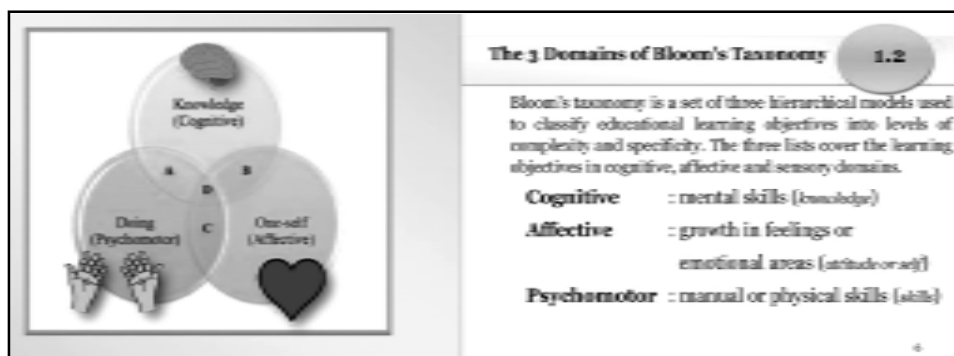 Knowledge
(Cognitive)
A
B
D
C
Doing
(Psychomotor)
One-self
(Affective)
The 3 Domains of Bloom's Taxonomy
1.2
Bloom's taxonomy is a set of three hierarchical models used
to classify educational learning objectives into levels of
complexity and specificity. The three lists cover the learning
objectives in cognitive, affective and sensory domains.
Cognitive : mental skills (knowledge)
Affective : growth in feelings or
emotional areas (attitude or self)
Psychomotor : manual or physical skills (skills)